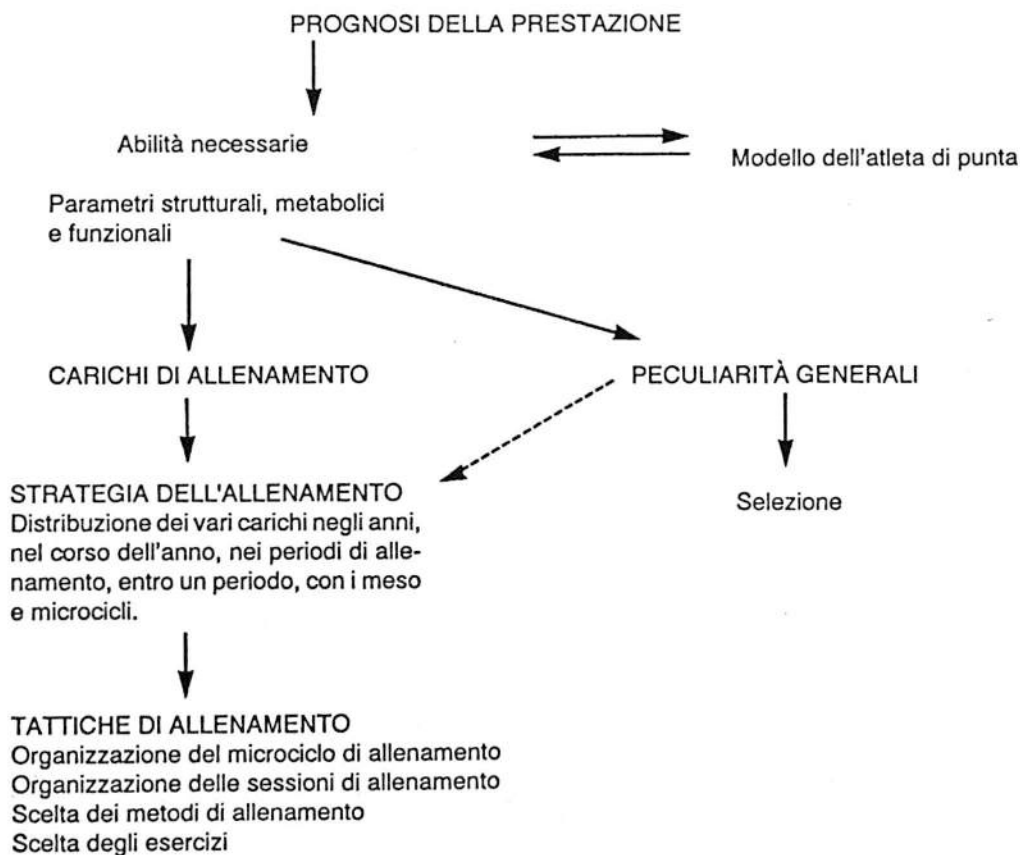 PROGNOSI DELLA PRESTAZIONE
Abilità necessarie
Modello dell'atleta di punta
Parametri strutturali, metabolici
e funzionali
CARICHI DI ALLENAMENTO
PECULIARITÀ GENERALI
STRATEGIA DELL'ALLENAMENTO
Distribuzione dei vari carichi negli anni,
nel corso dell'anno, nei periodi di alle-
namento, entro un periodo, con i meso
e microcicli.
Selezione
TATTICHE DI ALLENAMENTO
Organizzazione del microciclo di allenamento
Organizzazione delle sessioni di allenamento
Scelta dei metodi di allenamento
Scelta degli esercizi